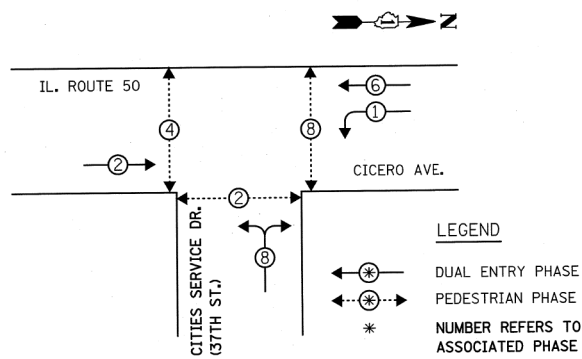 N
IL. ROUTE 50
6
1
4
8
2
CICERO AVE.
2
8
CITIES SERVICE DR.
(37TH ST.)
LEGEND
* DUAL ENTRY PHASE
* PEDESTRIAN PHASE
* NUMBER REFERS TO
ASSOCIATED PHASE